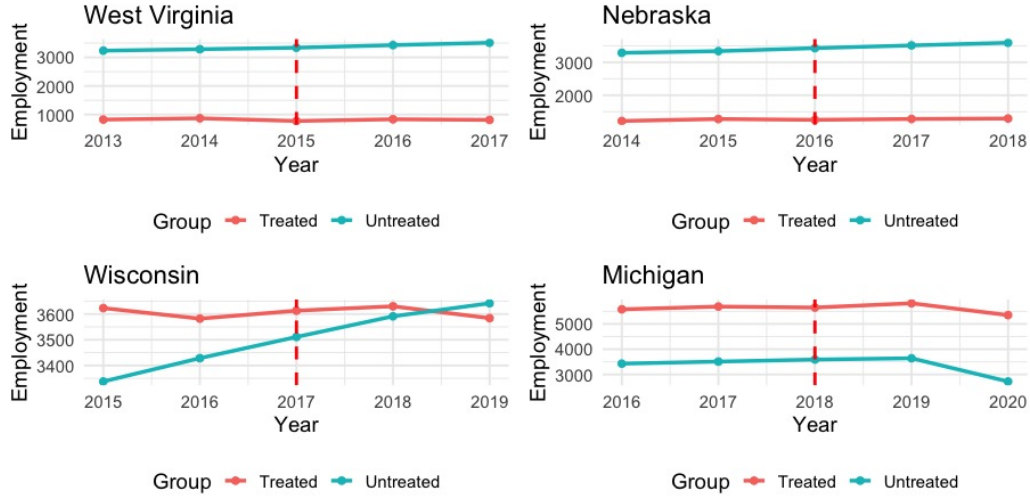 West Virginia
Employment
3000
1000
2013 2014 2015 2016 2017
Year
Group Treated Untreated
Nebraska
Employment
3000
2000
2014 2015 2016 2017 2018
Year
Group Treated Untreated
Wisconsin
Employment
3600
3500
3400
2015 2016 2017 2018 2019
Year
Group Treated Untreated
Michigan
Employment
5000
4000
3000
2016 2017 2018 2019 2020
Year
Group Treated Untreated